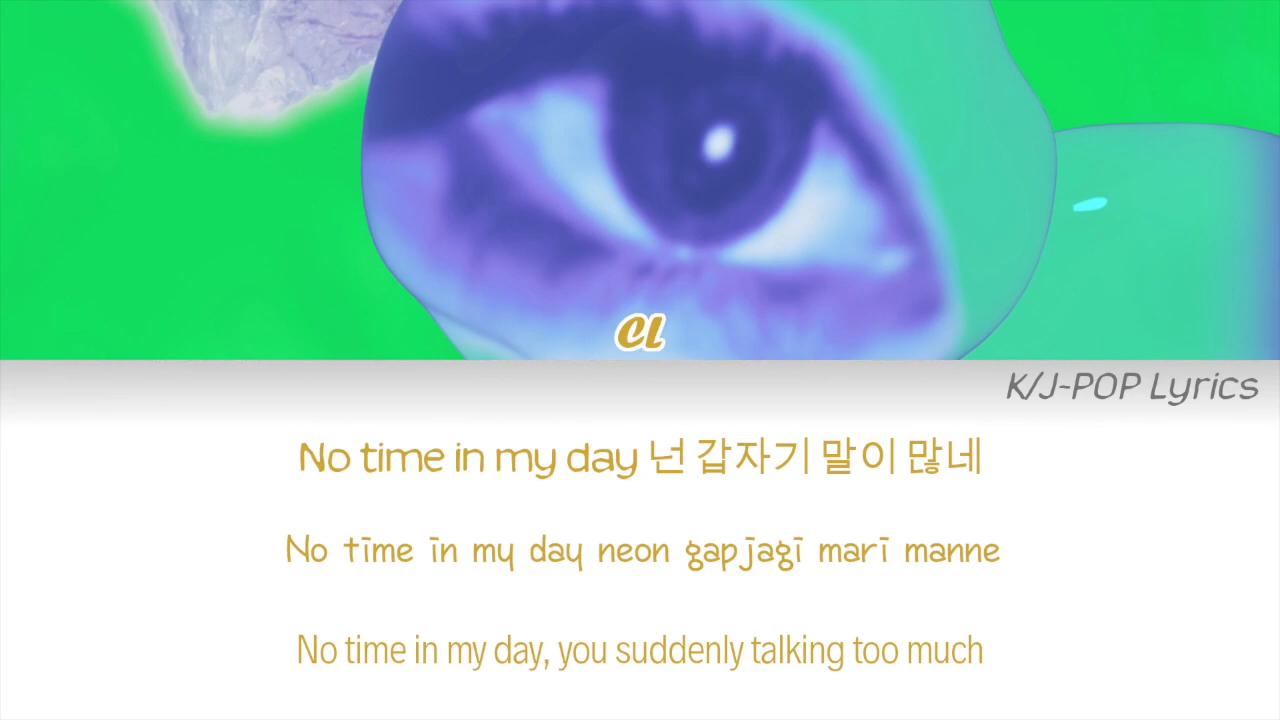 CL
K/J-POP Lyrics
No time in my day 넌 갑자기 말이 많네
No time in my day neon gapjagi mari manne
No time in my day, you suddenly talking too much